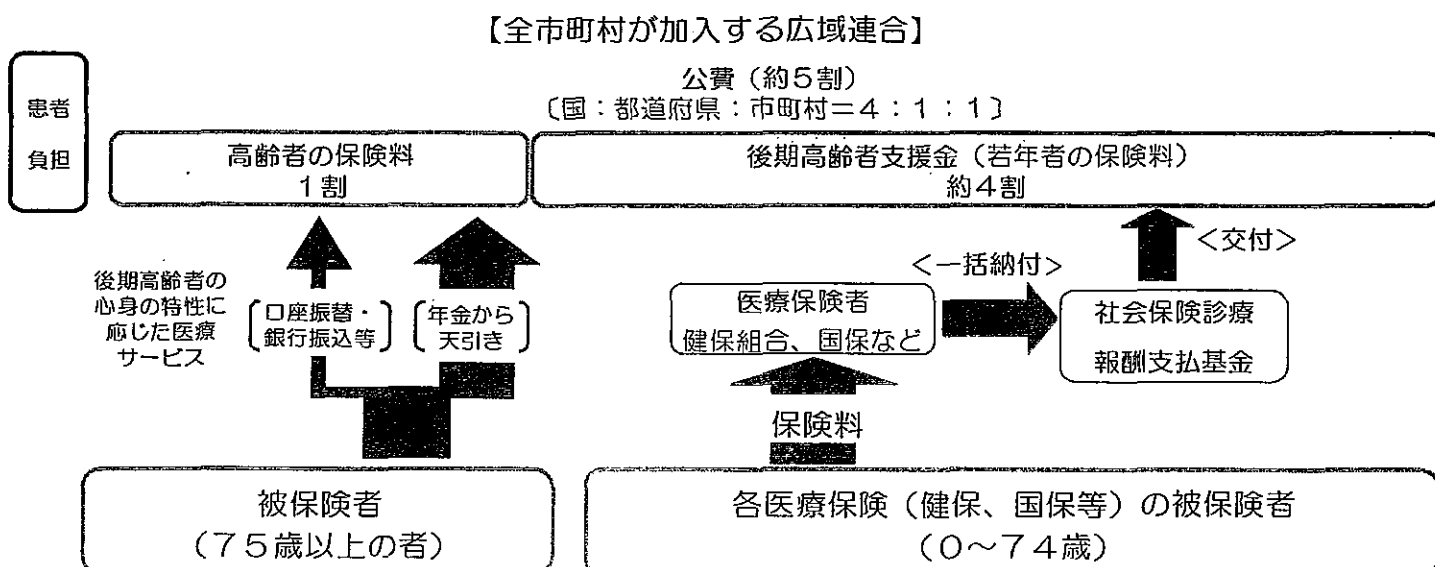 【全市町村が加入する広域連合】
患者
負担
公費（約５割）
〔国：都道府県：市町村＝４：１：１〕
高齢者の保険料
１割
後期高齢者支援金（若年者の保険料）
約４割
後期高齢者の
心身の特性に
応じた医療
サービス
口座振替・
銀行振込等
年金から
天引き
＜一括納付＞
＜交付＞
医療保険者
健保組合、国保など
社会保険診療
報酬支払基金
保険料
被保険者
（７５歳以上の者）
各医療保険（健保、国保等）の被保険者
（０～７４歳）